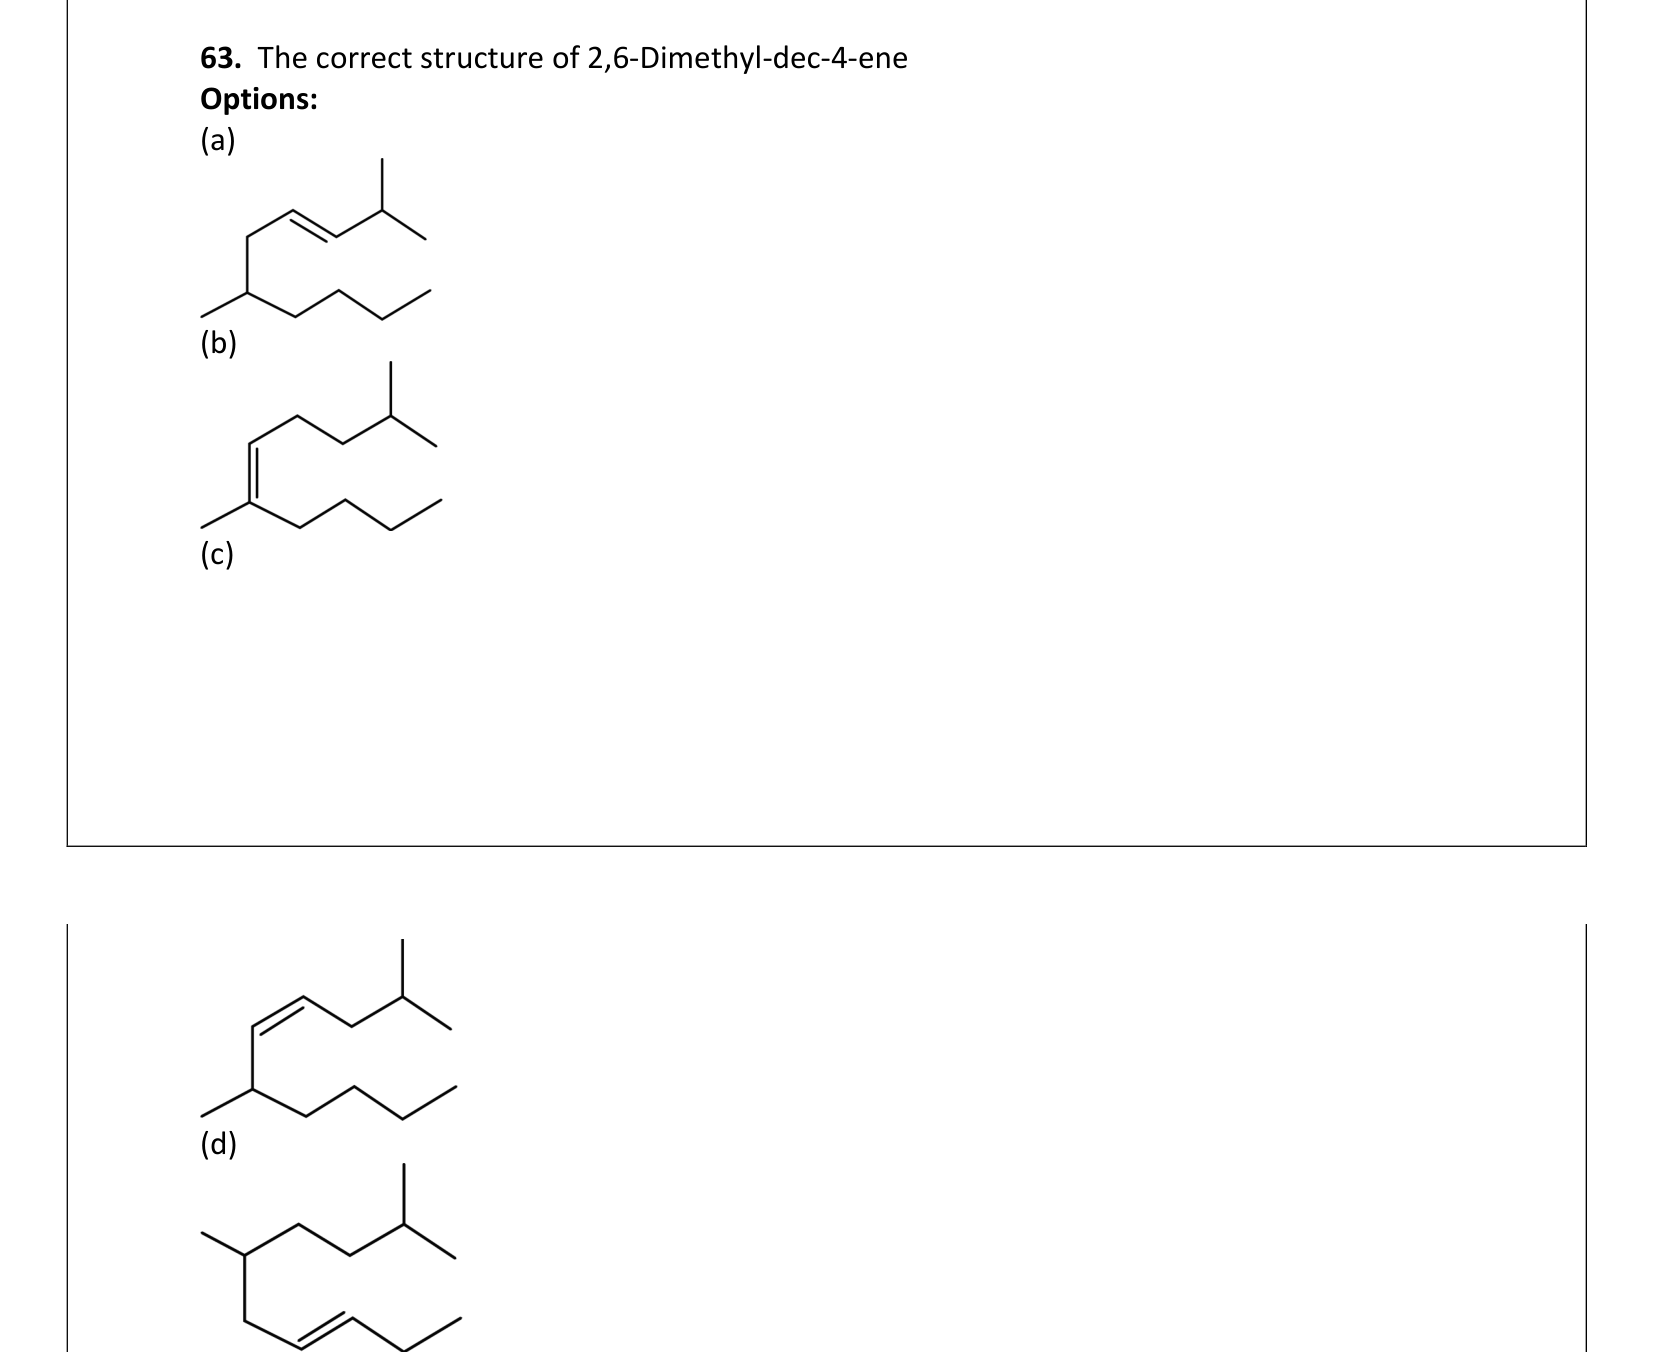 63. The correct structure of 2,6-Dimethyl-dec-4-ene
Options:
(a)
(b)
(c)
(d)